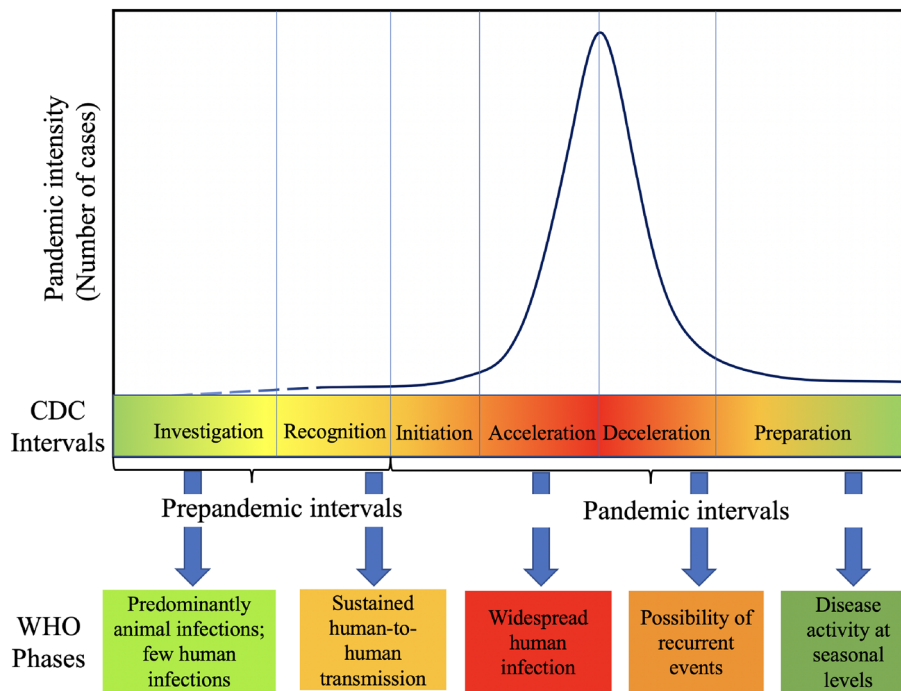 Pandemic intensity
(Number of cases)
CDC
Intervals
Investigation
Recognition
Initiation
Acceleration
Deceleration
Preparation
Prepandemic intervals
Pandemic intervals
WHO
Phases
Predominantly
animal infections;
few human
infections
Sustained
human-to-
human
transmission
Widespread
human
infection
Possibility of
recurrent
events
Disease
activity at
seasonal
levels